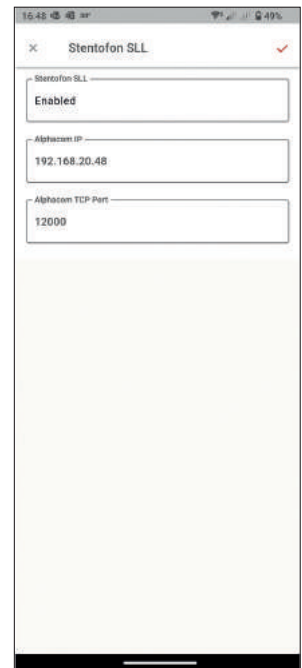 16:48 49%
Stentofon SLL
Stentofon SLL
Enabled
Alphacom IP
192.168.20.48
Alphacom TCP Port
12000